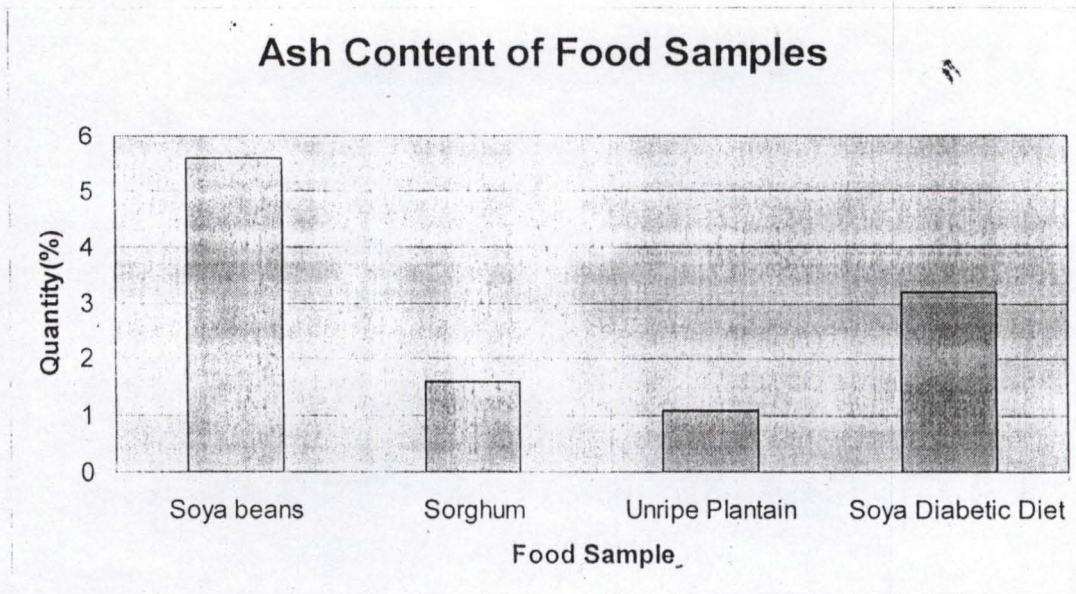 Ash Content of Food Samples
6
5
4
3
2
1
0
Quantity(%)
Soya beans Sorghum Unripe Plantain Soya Diabetic Diet
Food Sample